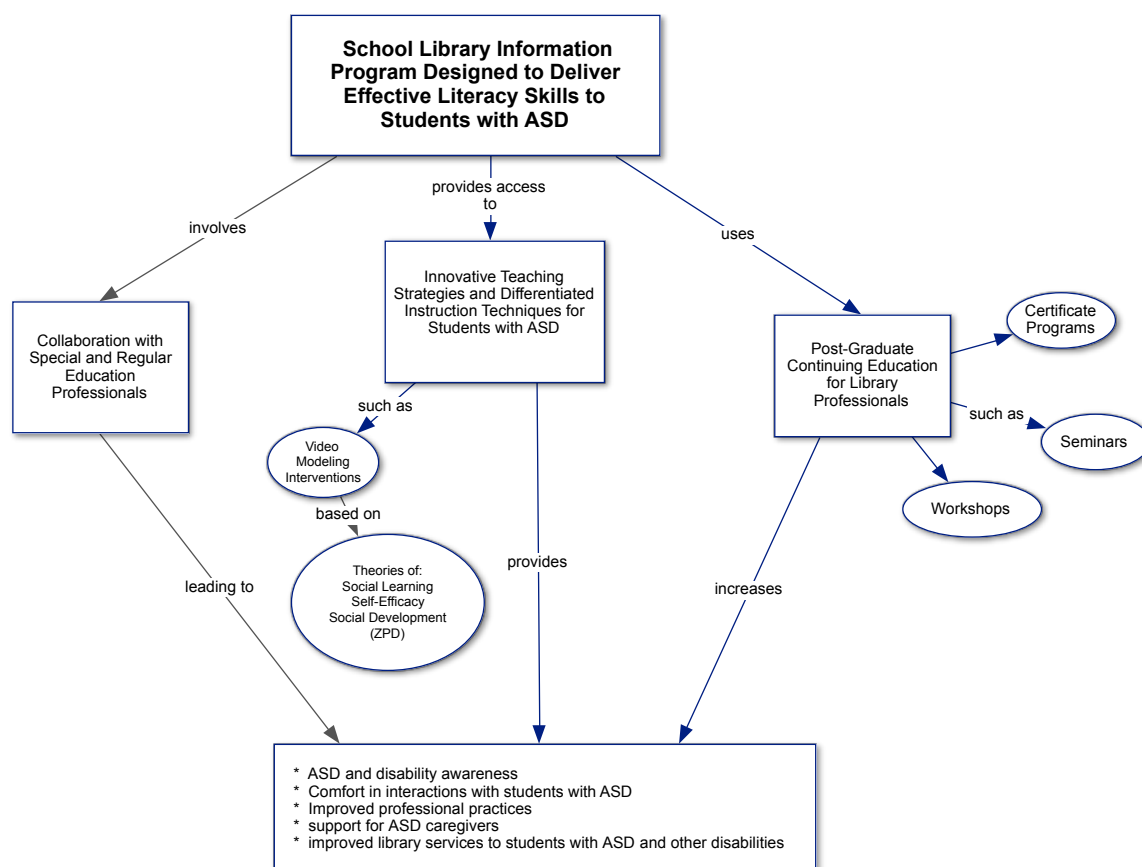 School Library Information
Program Designed to Deliver
Effective Literacy Skills to
Students with ASD
provides access
to
involves
uses
Innovative Teaching
Strategies and Differentiated
Instruction Techniques for
Students with ASD
Certificate
Programs
Collaboration with
Special and Regular
Education
Professionals
Post-Graduate
Continuing Education
for Library
Professionals
such as
such as
Seminars
Video
Modeling
Interventions
Workshops
based on
Theories of:
Social Learning
Self-Efficacy
Social Development
(ZPD)
leading to
provides
increases
* ASD and disability awareness
* Comfort in interactions with students with ASD
* Improved professional practices
* support for ASD caregivers
* improved library services to students with ASD and other disabilities